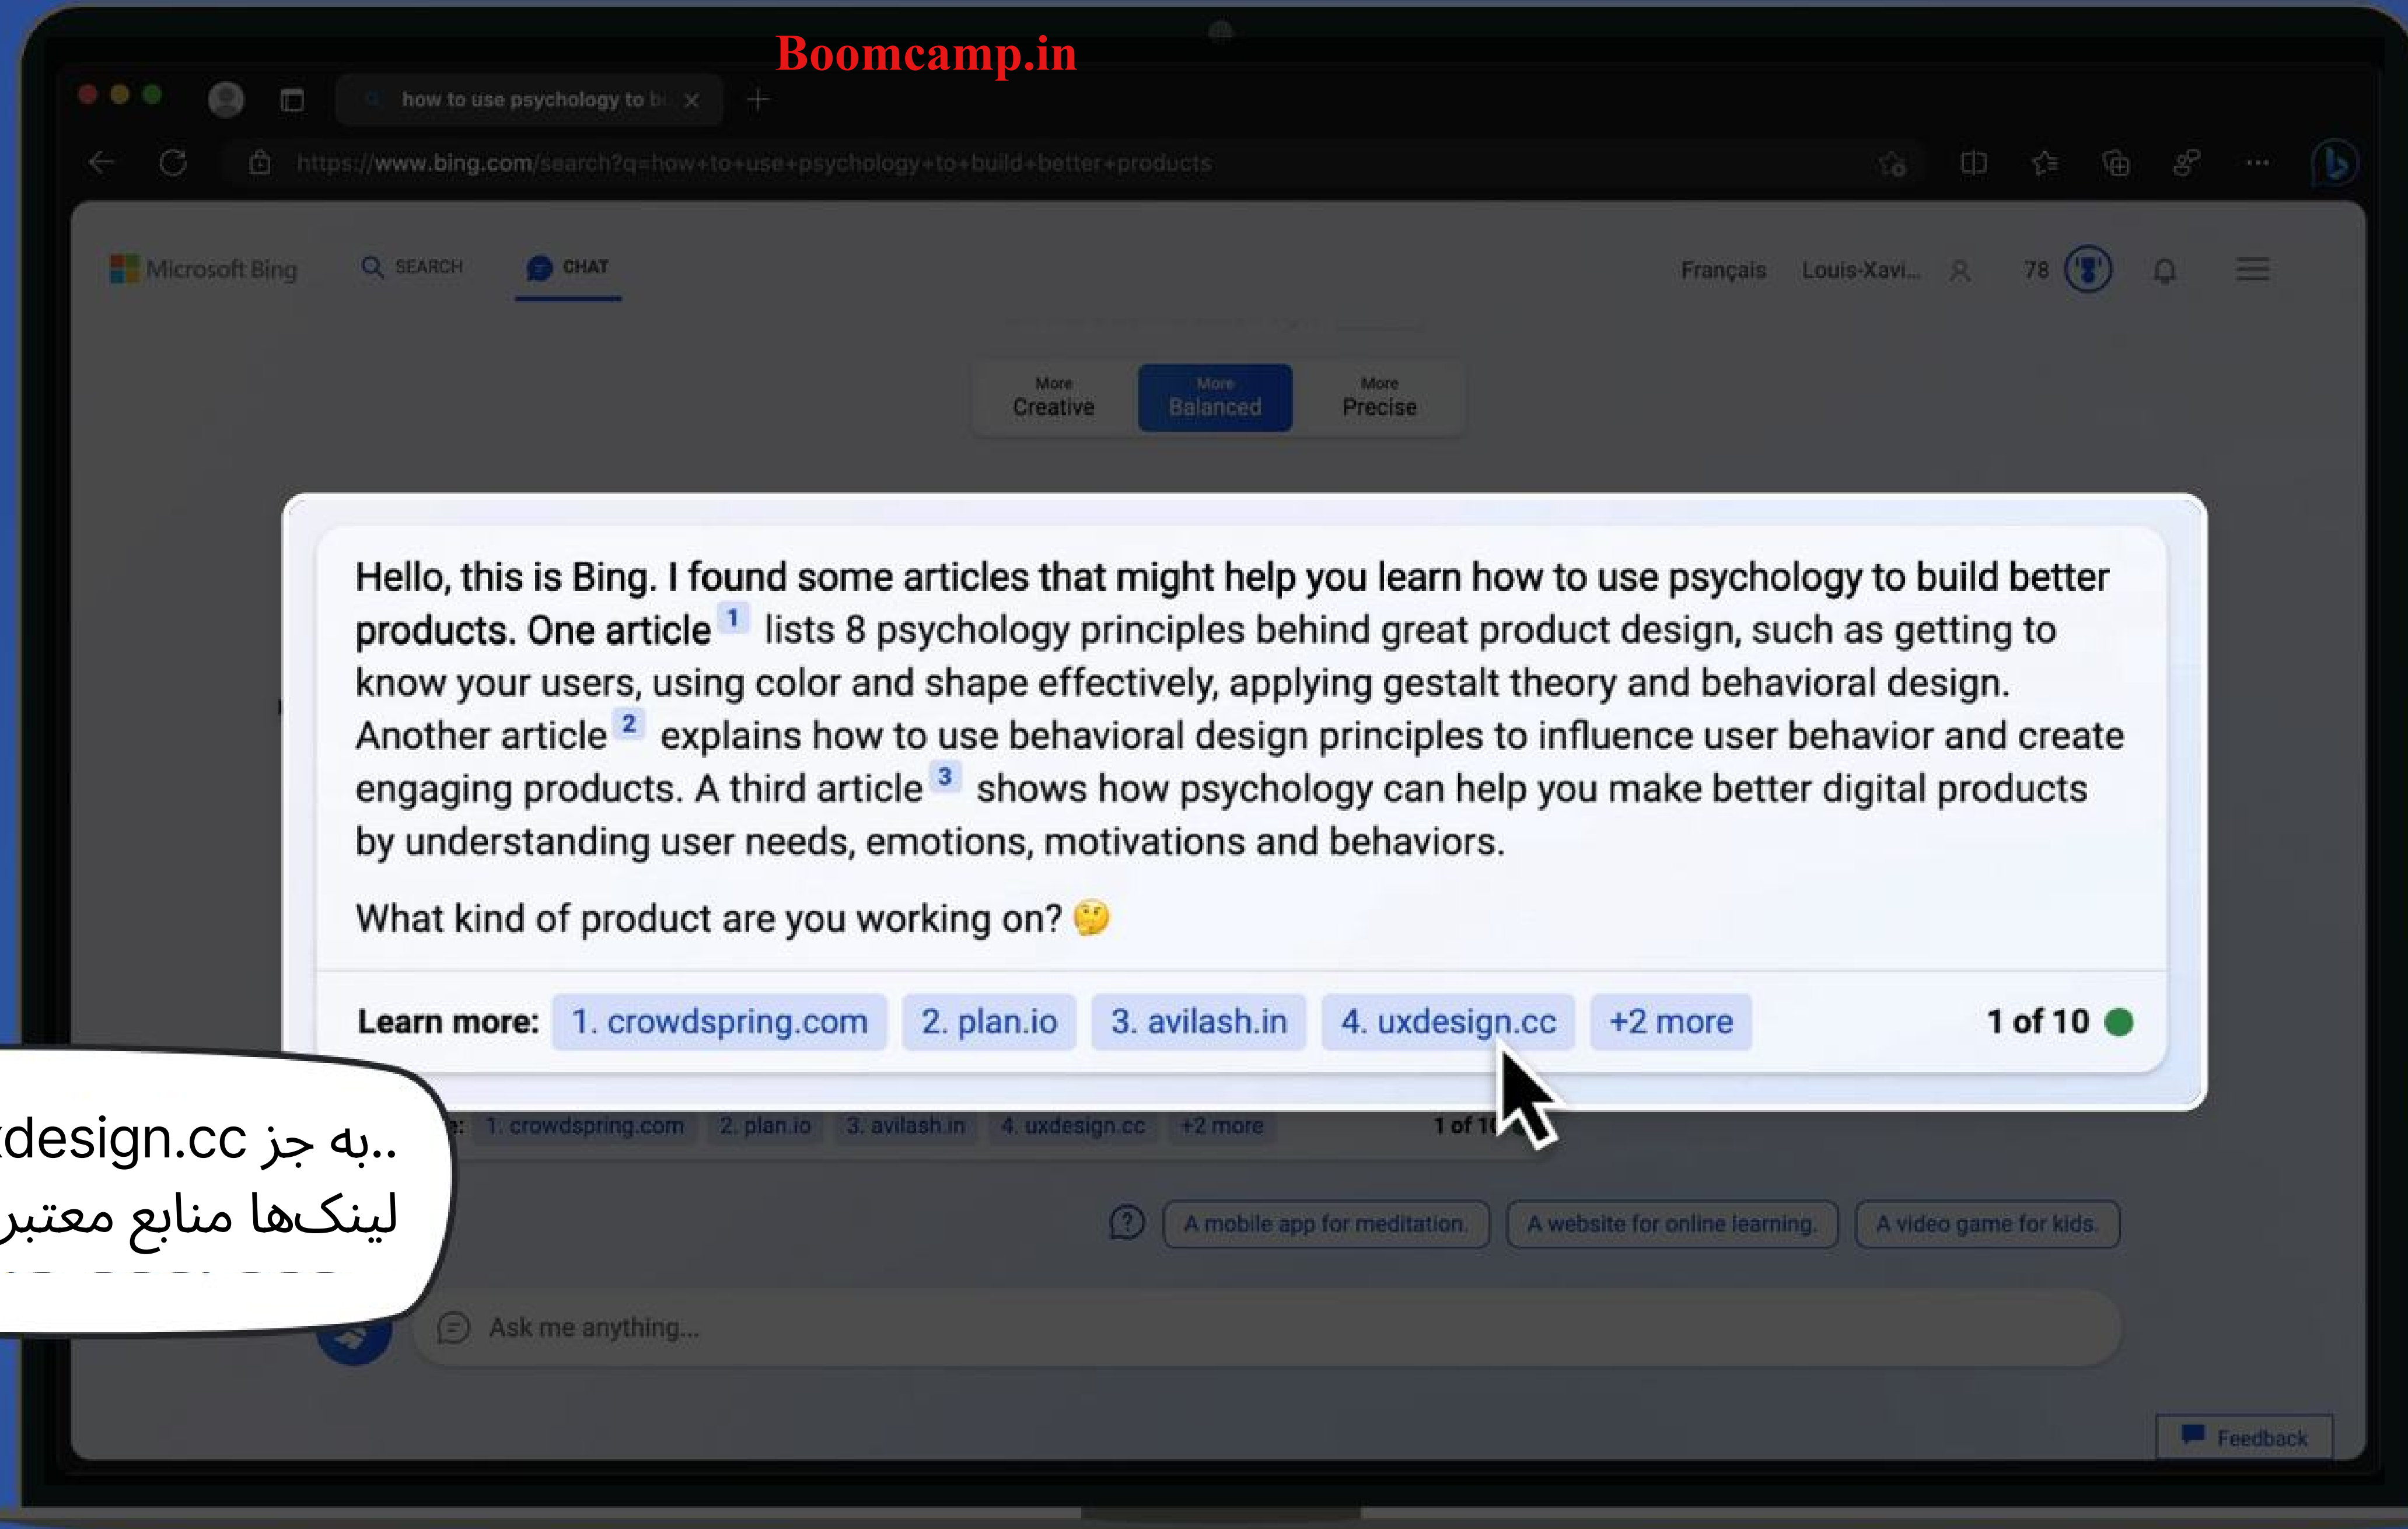 Boomcamp.in
how to use psychology to
https://www.bing.com/search?q=how+to+use+psychology+to+build+better+products
Microsoft Bing
SEARCH
CHAT
Français
Louis-Xavi...
78
More Creative
More Balanced
More Precise
Hello, this is Bing. I found some articles that might help you learn how to use psychology to build better
products. One article 1 lists 8 psychology principles behind great product design, such as getting to
know your users, using color and shape effectively, applying gestalt theory and behavioral design.
Another article 2 explains how to use behavioral design principles to influence user behavior and create
engaging products. A third article 3 shows how psychology can help you make better digital products
by understanding user needs, emotions, motivations and behaviors.
What kind of product are you working on? 🤔
Learn more: 1. crowdspring.com 2. plan.io 3. avilash.in 4. uxdesign.cc +2 more 1 of 10
..به جز xdesign.cc
لینک‌ها منابع معتبر
1. crowdspring.com 2. plan.io 3. avilash.in 4. uxdesign.cc +2 more 1 of 10
A mobile app for meditation. A website for online learning. A video game for kids.
Ask me anything...
Feedback